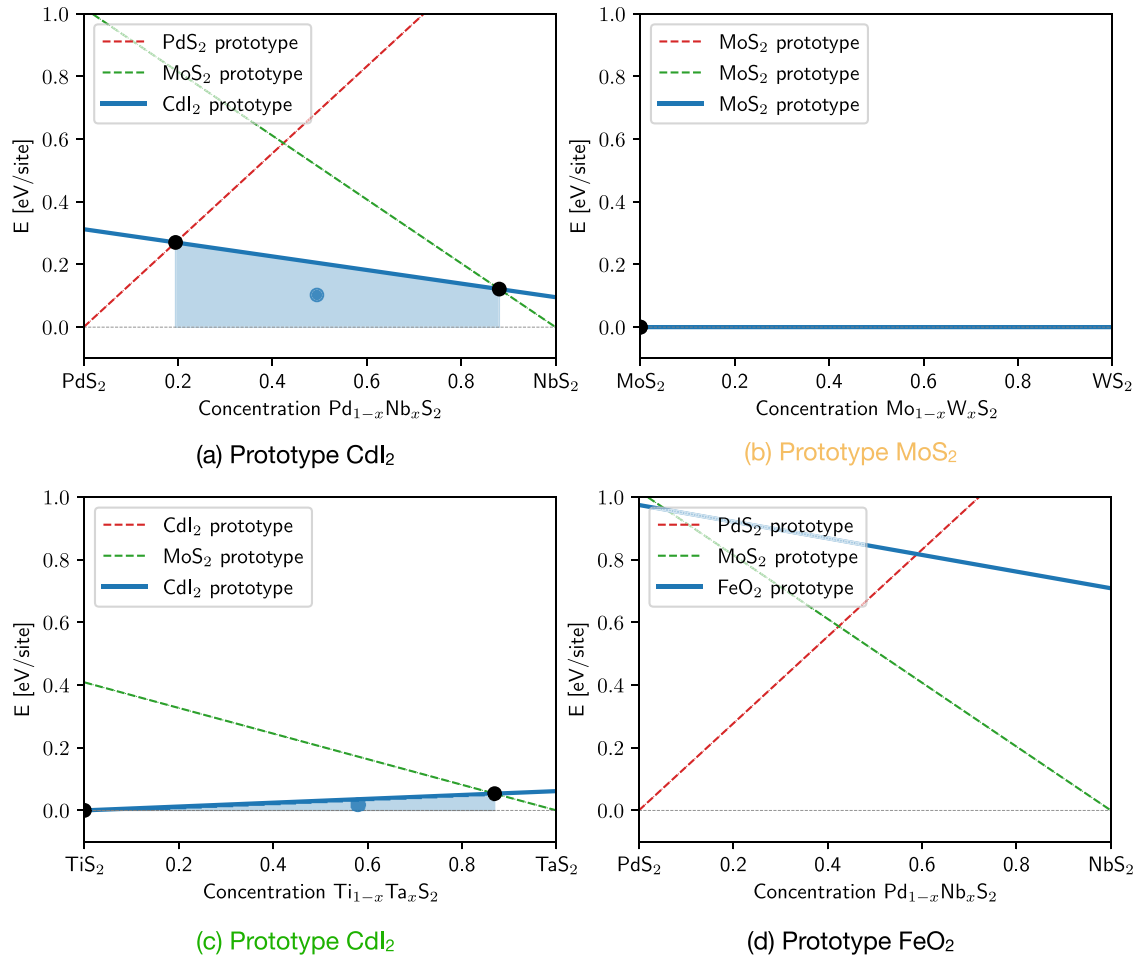 1.0
0.8
0.6
0.4
0.2
0.0
E [eV/site]
PdS₂ prototype
MoS₂ prototype
CdI₂ prototype
PdS₂ 0.2 0.4 0.6 0.8 NbS₂
Concentration Pd₁₋ₓNbₓS₂
(a) Prototype CdI₂
1.0
0.8
0.6
0.4
0.2
0.0
E [eV/site]
MoS₂ prototype
MoS₂ prototype
MoS₂ prototype
MoS₂ 0.2 0.4 0.6 0.8 WS₂
Concentration Mo₁₋ₓWₓS₂
(b) Prototype MoS₂
1.0
0.8
0.6
0.4
0.2
0.0
E [eV/site]
CdI₂ prototype
MoS₂ prototype
CdI₂ prototype
TiS₂ 0.2 0.4 0.6 0.8 TaS₂
Concentration Ti₁₋ₓTaₓS₂
(c) Prototype CdI₂
1.0
0.8
0.6
0.4
0.2
0.0
E [eV/site]
PdS₂ prototype
MoS₂ prototype
FeO₂ prototype
PdS₂ 0.2 0.4 0.6 0.8 NbS₂
Concentration Pd₁₋ₓNbₓS₂
(d) Prototype FeO₂